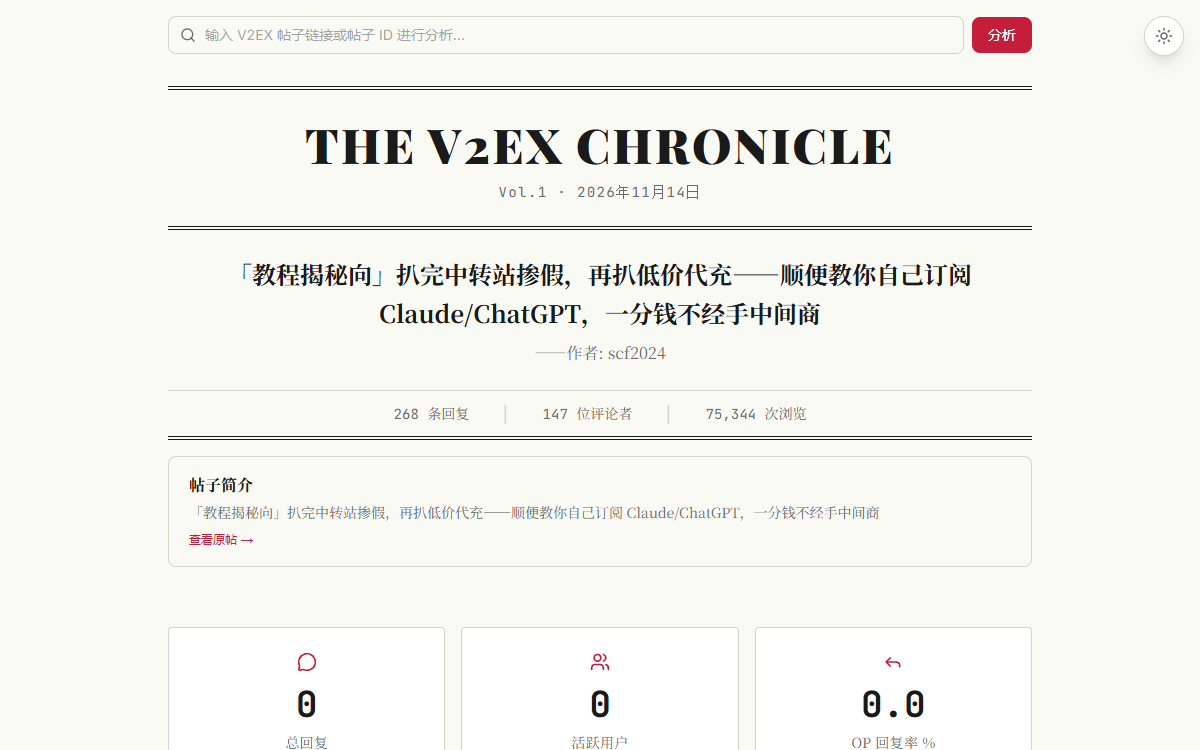 输入 V2EX 帖子链接或帖子 ID 进行分析...
分析
THE V2EX CHRONICLE
Vol.1 · 2026年11月14日
「教程揭秘向」扒完中转站掺假，再扒低价代充——顺便教你自己订阅
Claude/ChatGPT，一分钱不经手中间商
——作者: scf2024
268 条回复
147 位评论者
75,344 次浏览
帖子简介
「教程揭秘向」扒完中转站掺假，再扒低价代充——顺便教你自己订阅 Claude/ChatGPT，一分钱不经手中间商
查看原帖 →
0
总回复
0
活跃用户
0.0
OP 回复率 %